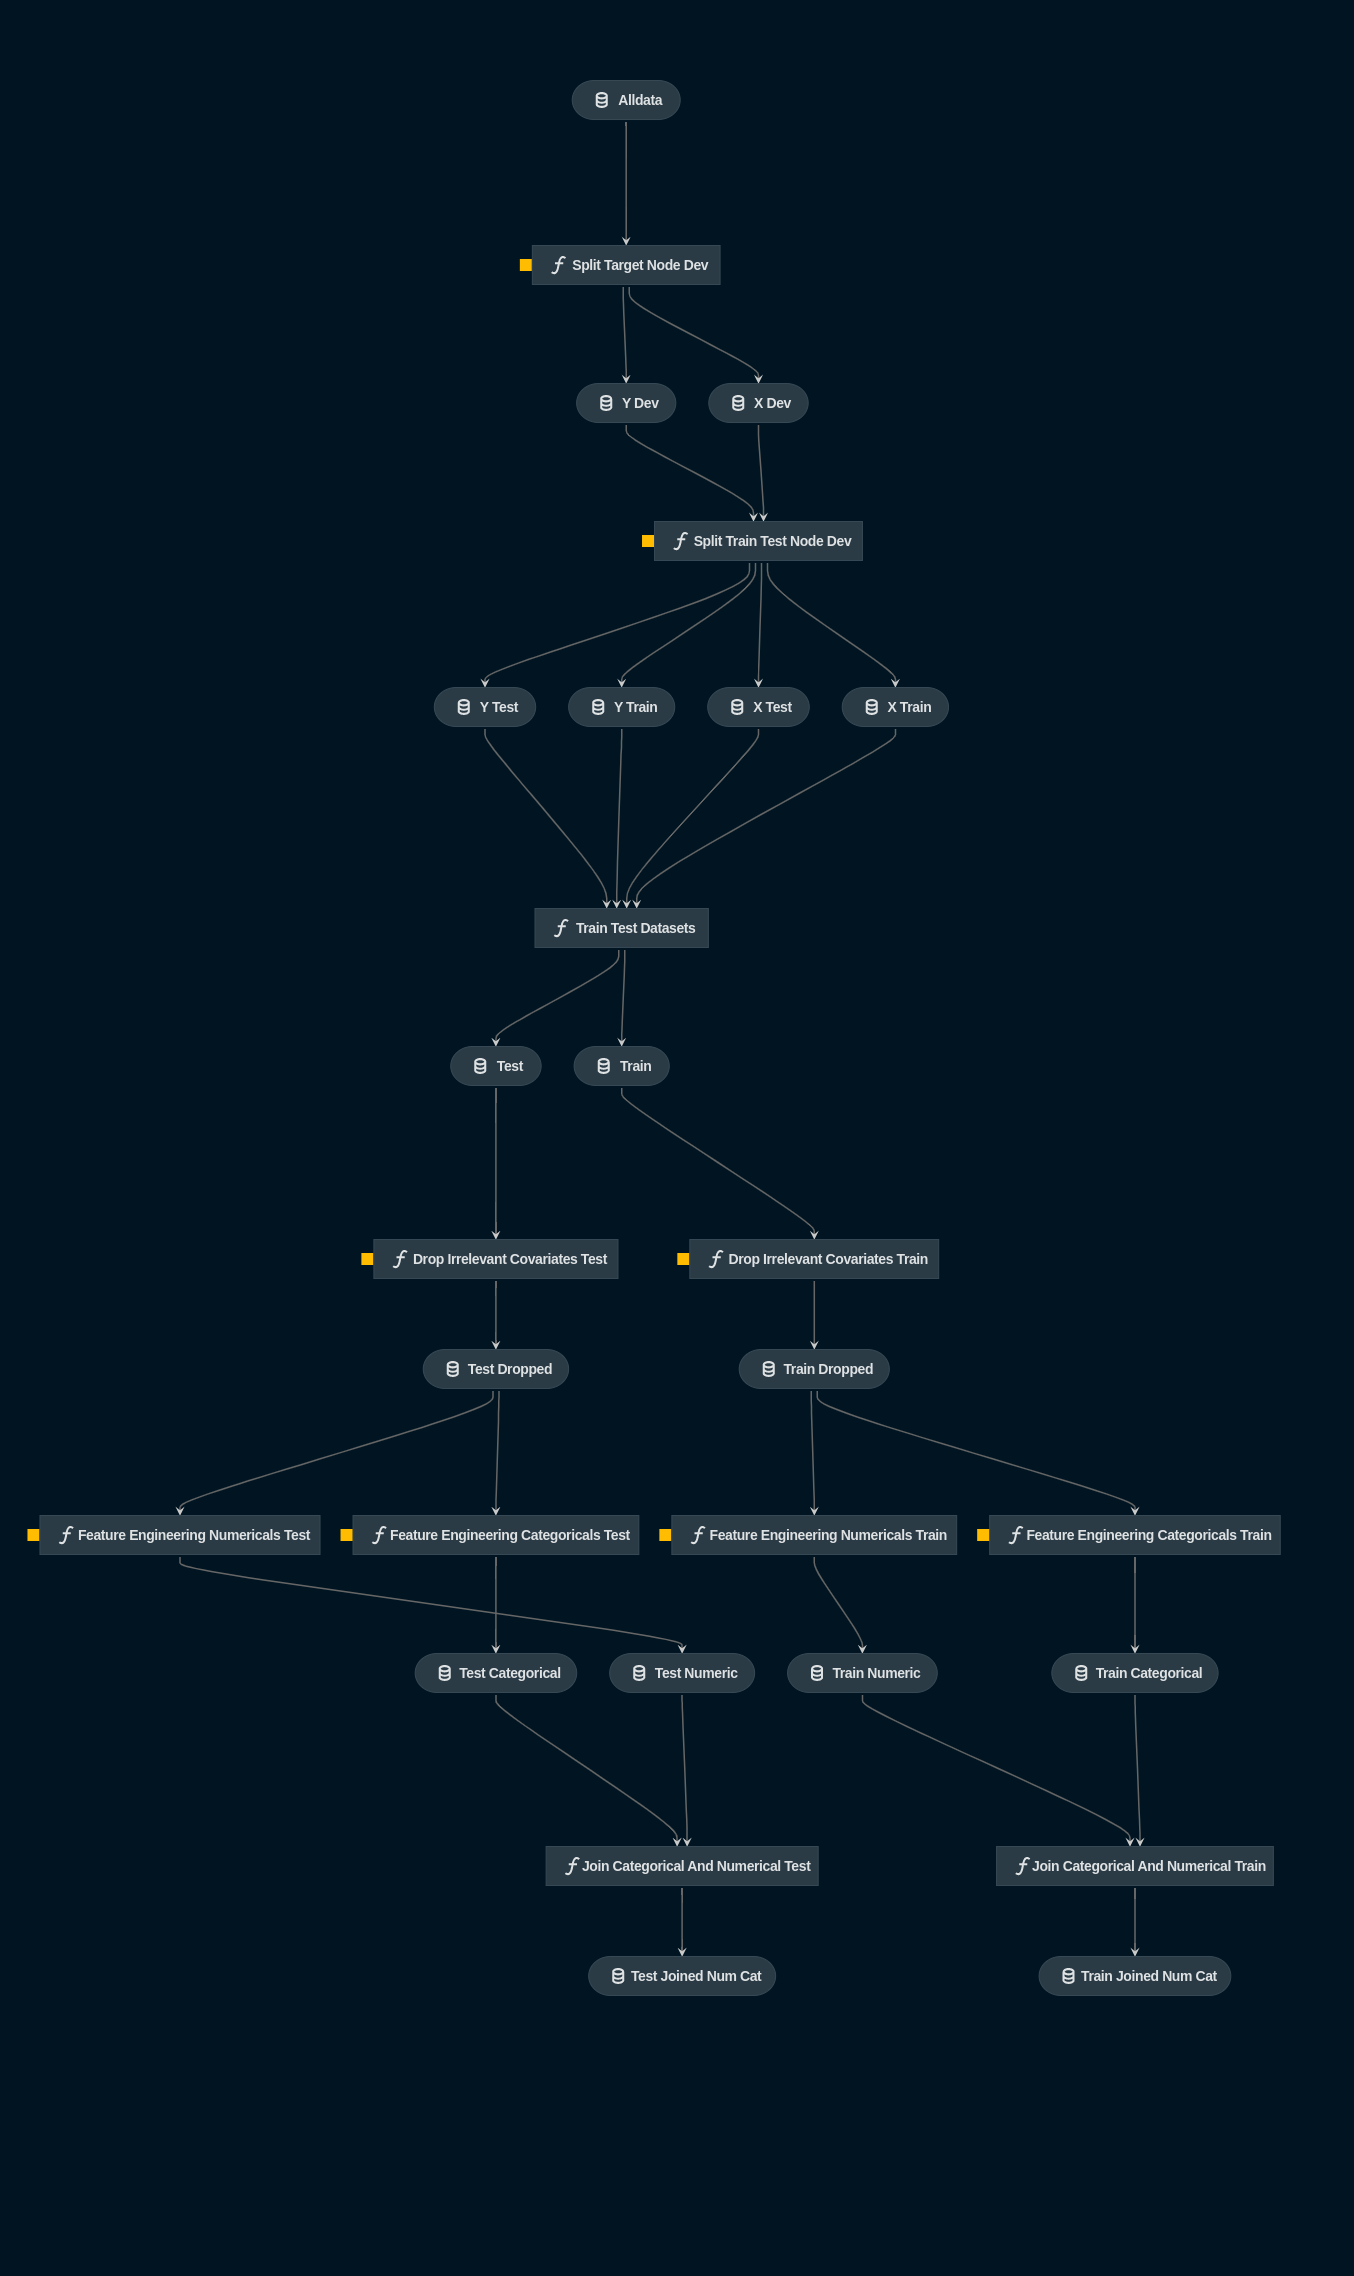 Alldata
Split Target Node Dev
Y Dev
X Dev
Split Train Test Node Dev
Y Test
Y Train
X Test
X Train
Train Test Datasets
Test
Train
Drop Irrelevant Covariates Test
Drop Irrelevant Covariates Train
Test Dropped
Train Dropped
Feature Engineering Numericals Test
Feature Engineering Categoricals Test
Feature Engineering Numericals Train
Feature Engineering Categoricals Train
Test Categorical
Test Numeric
Train Numeric
Train Categorical
Join Categorical And Numerical Test
Join Categorical And Numerical Train
Test Joined Num Cat
Train Joined Num Cat